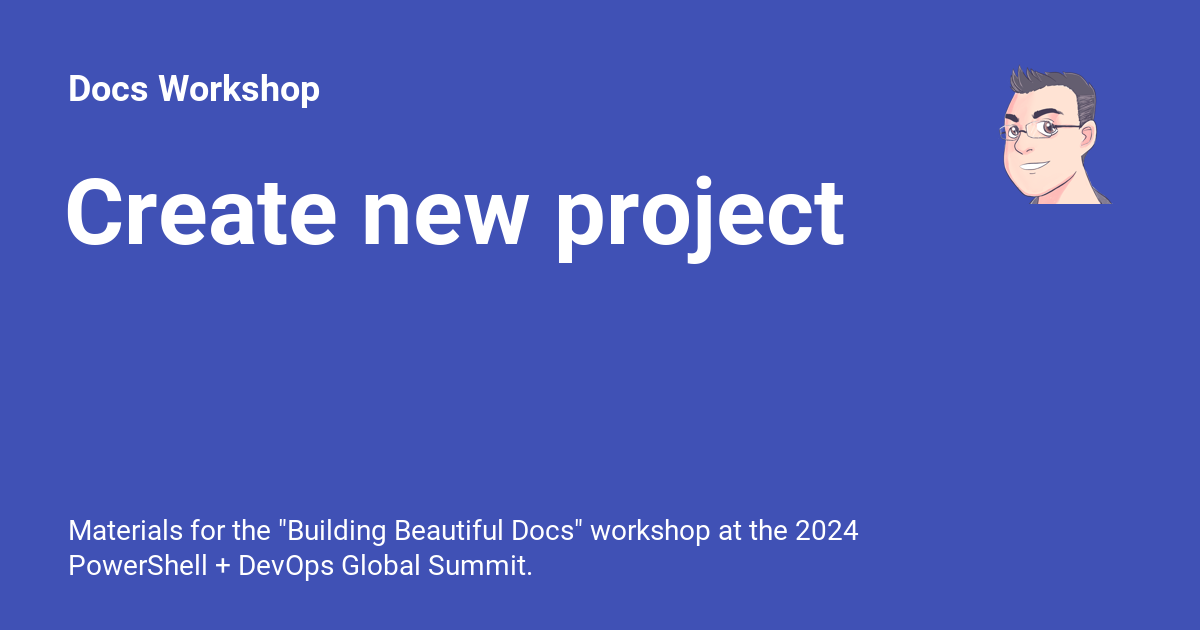 Docs Workshop
Create new project
Materials for the "Building Beautiful Docs" workshop at the 2024
PowerShell + DevOps Global Summit.